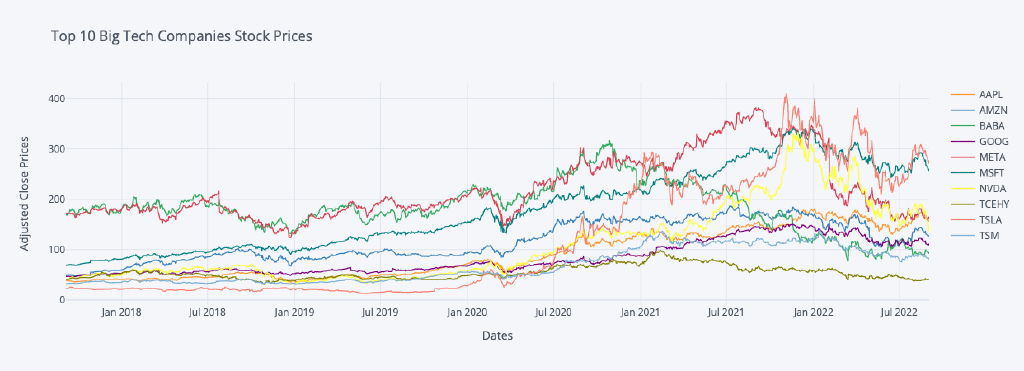 Top 10 Big Tech Companies Stock Prices
Adjusted Close Prices
400
300
200
100
0
Jan 2018
Jul 2018
Jan 2019
Jul 2019
Jan 2020
Jul 2020
Jan 2021
Jul 2021
Jan 2022
Jul 2022
Dates
AAPL
AMZN
BABA
GOOG
META
MSFT
NVDA
TCEHY
TSLA
TSM